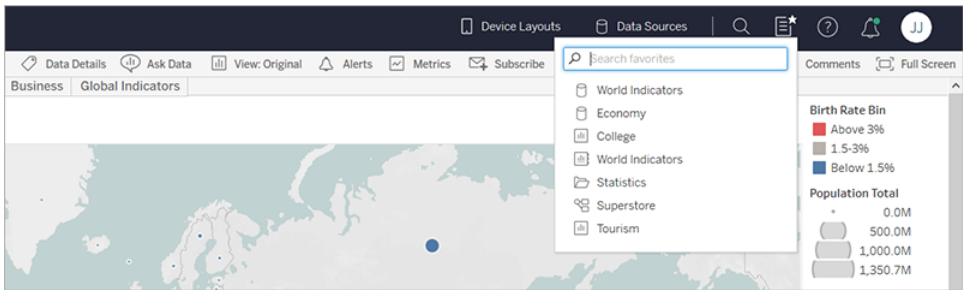 Device Layouts Data Sources JJ
Data Details Ask Data View: Original Alerts Metrics Subscribe Comments Full Screen
Search favorites
Business Global Indicators
World Indicators
Economy
College
World Indicators
Statistics
Superstore
Tourism
Birth Rate Bin
Above 3%
1.5-3%
Below 1.5%
Population Total
0.0M
500.0M
1,000.0M
1,350.7M